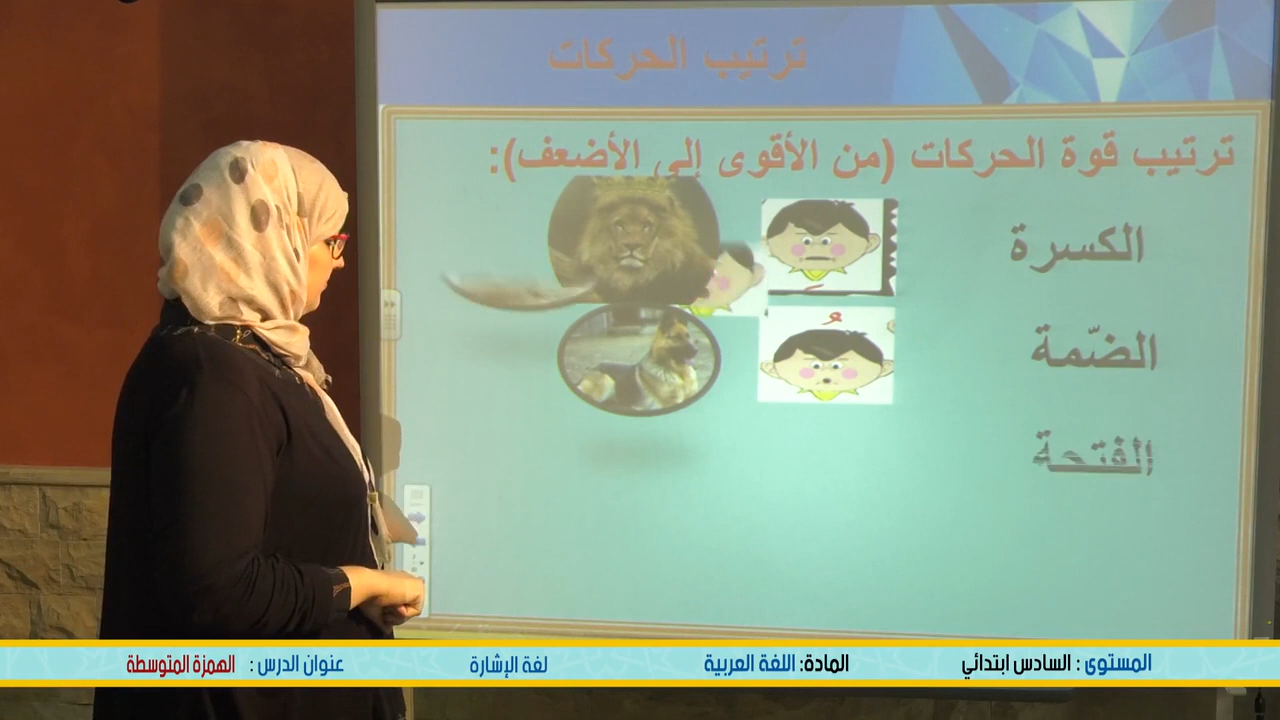 ترتيب الحركات
ترتيب قوة الحركات (من الأقوى إلى الأضعف):
الكسرة
الضّمة
الفتحة
المستوى : السادس ابتدائي
المادة: اللغة العربية
لغة الإشارة
عنوان الدرس : الهمزة المتوسطة